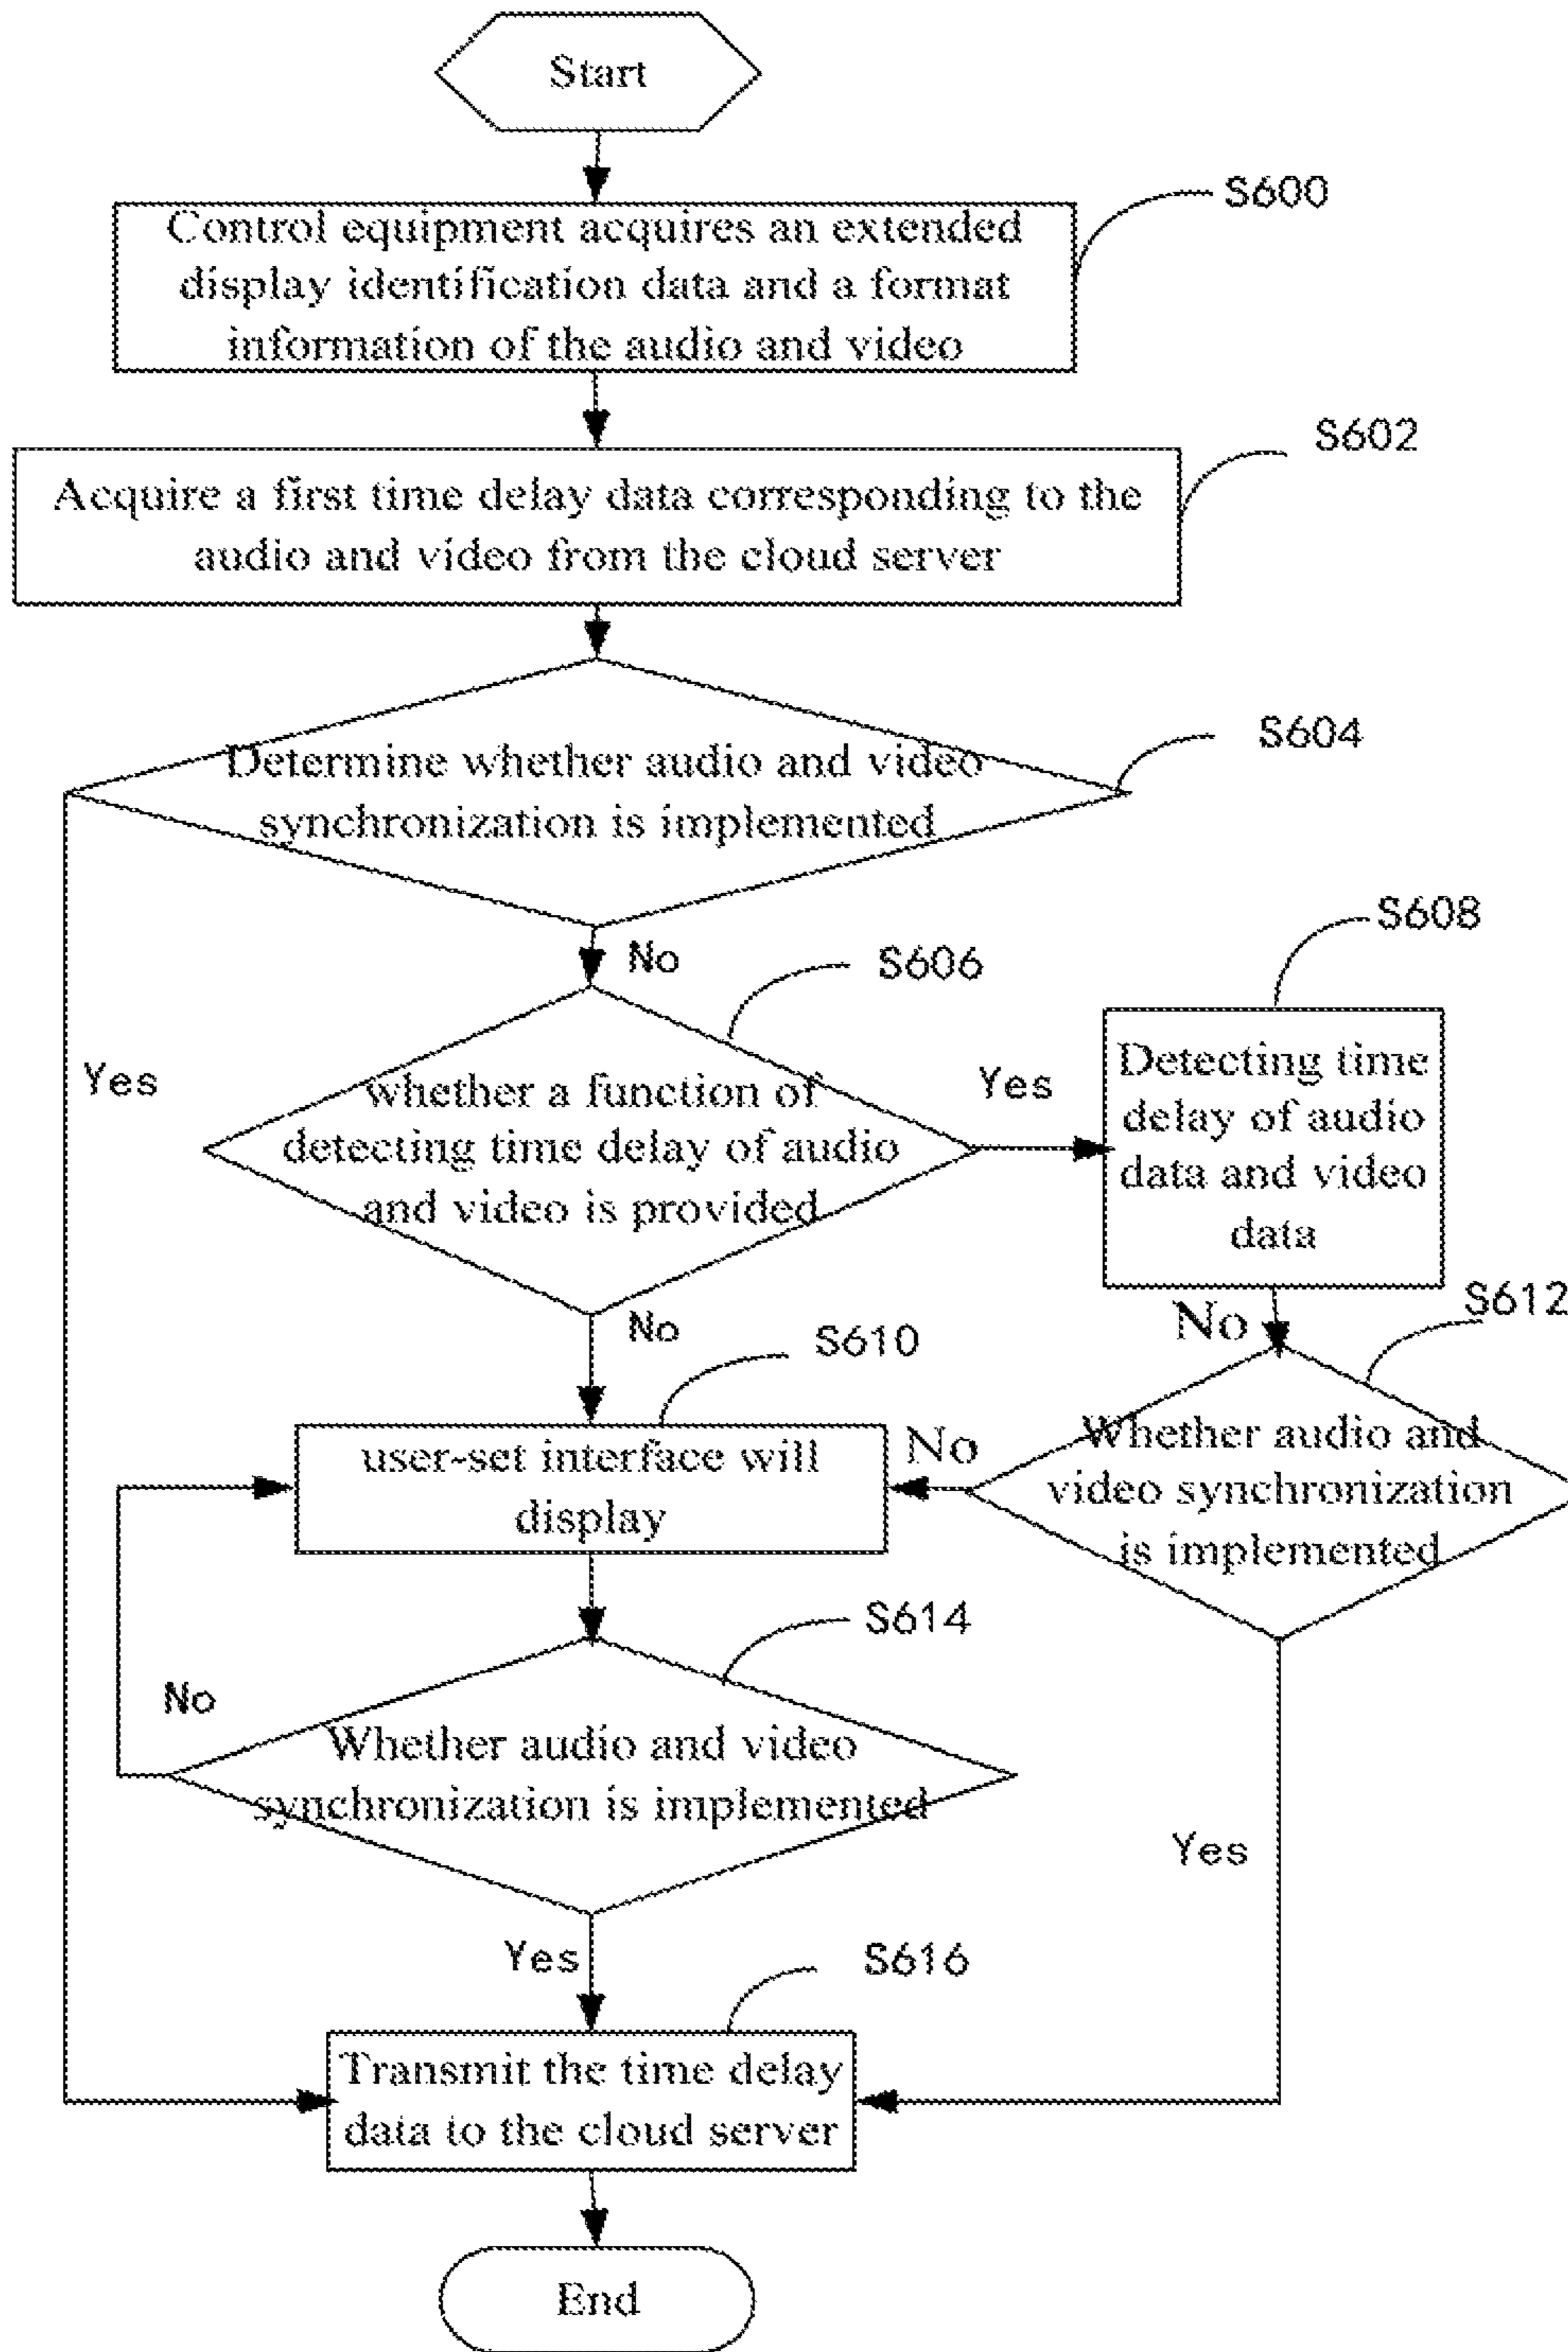 Start
S600
Control equipment acquires an extended
display identification data and a format
information of the audio and video
S602
Acquire a first time delay data corresponding to the
audio and video from the cloud server
S604
Determine whether audio and video
synchronization is implemented
No
S606
S608
Yes
whether a function of
detecting time delay of audio
and video is provided
Yes
Detecting time
delay of audio
data and video
data
No
S610
No
S612
user-set interface will
display
No
Whether audio and
video synchronization
is implemented
S614
No
Whether audio and video
synchronization is implemented
Yes
Yes
S616
Transmit the time delay
data to the cloud server
End